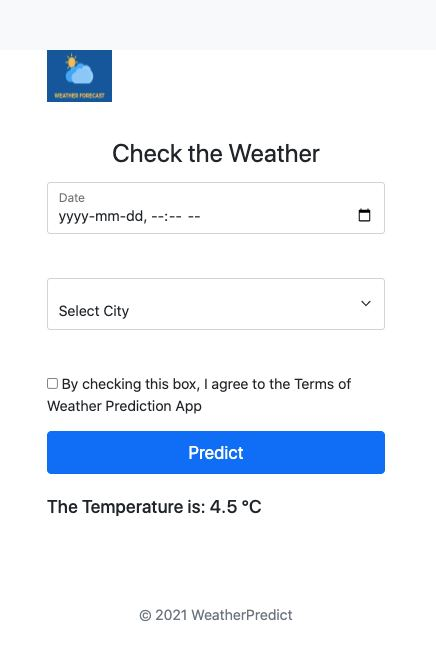 WEATHER FORECAST
Check the Weather
Date
yyyy-mm-dd, --:-- --
Select City
By checking this box, I agree to the Terms of
Weather Prediction App
Predict
The Temperature is: 4.5 °C
© 2021 WeatherPredict